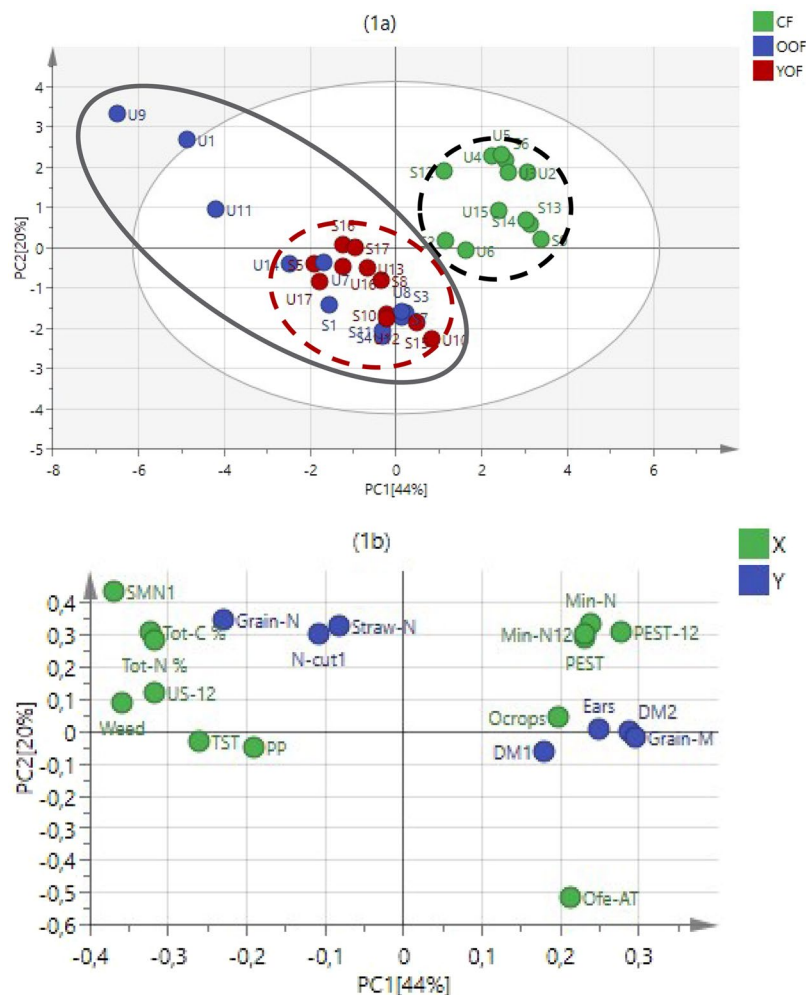 (1a)
CF
OOF
YOF
4
3
2
1
0
-1
-2
-3
-4
-5
PC2[20%]
U9
U1
U11
U5
S6
U4
S12
U3
U2
U15
S13
S14
S2
S9
U6
S16
S17
U14
S5
U13
U7
U16
S8
U17
U8
S3
S1
S10
S7
S11
S4
U12
S15
U10
-8
-6
-4
-2
0
2
4
6
PC1[44%]
(1b)
X
Y
0,4
0,3
0,2
0,1
0
-0,1
-0,2
-0,3
-0,4
-0,5
-0,6
PC2[20%]
SMN1
Grain-N
Straw-N
Tot-C %
N-cut1
Tot-N %
US-12
Weed
TST
PP
Min-N
Min-N12
PEST-12
PEST
Ocrops
Ears
DM2
Grain-M
DM1
Ofe-AT
-0,4
-0,3
-0,2
-0,1
0
0,1
0,2
0,3
PC1[44%]